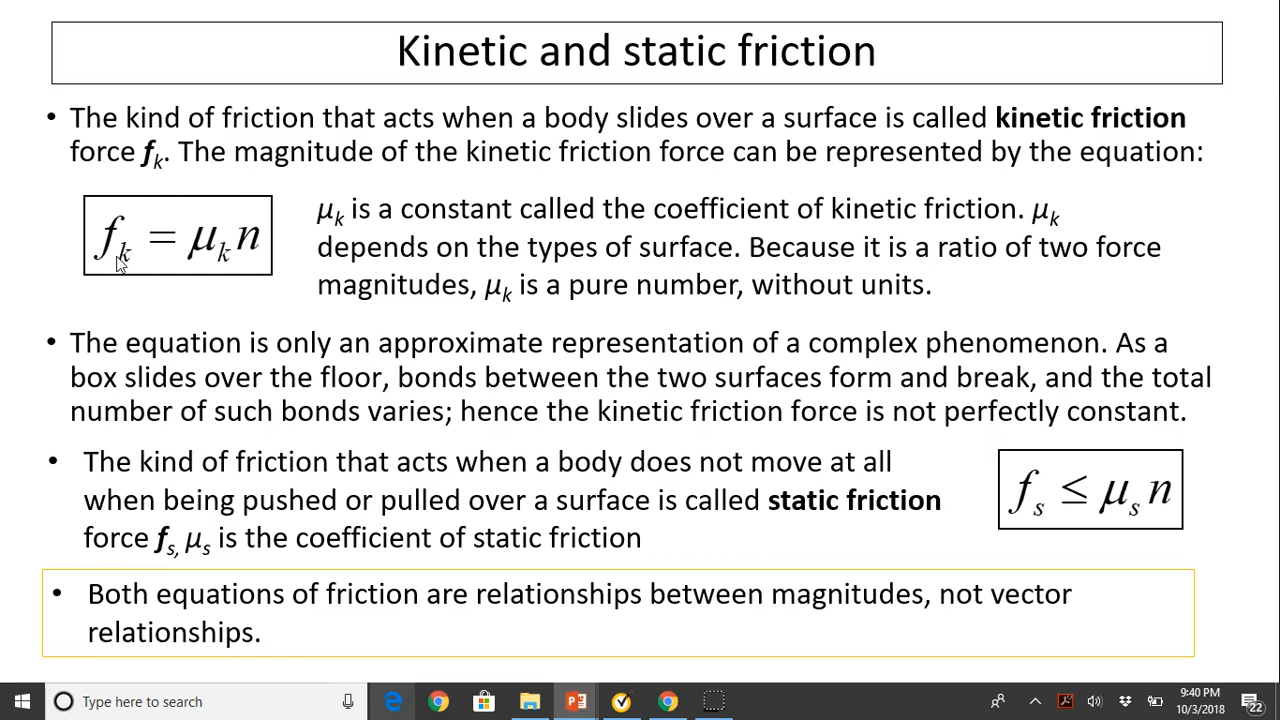 Kinetic and static friction
• The kind of friction that acts when a body slides over a surface is called kinetic friction
force fk. The magnitude of the kinetic friction force can be represented by the equation:
fk = μk n
μk is a constant called the coefficient of kinetic friction. μk
depends on the types of surface. Because it is a ratio of two force
magnitudes, μk is a pure number, without units.
• The equation is only an approximate representation of a complex phenomenon. As a
box slides over the floor, bonds between the two surfaces form and break, and the total
number of such bonds varies; hence the kinetic friction force is not perfectly constant.
• The kind of friction that acts when a body does not move at all
when being pushed or pulled over a surface is called static friction
force fs, μs is the coefficient of static friction
fs ≤ μs n
• Both equations of friction are relationships between magnitudes, not vector
relationships.
Type here to search
9:40 PM
10/3/2018
22